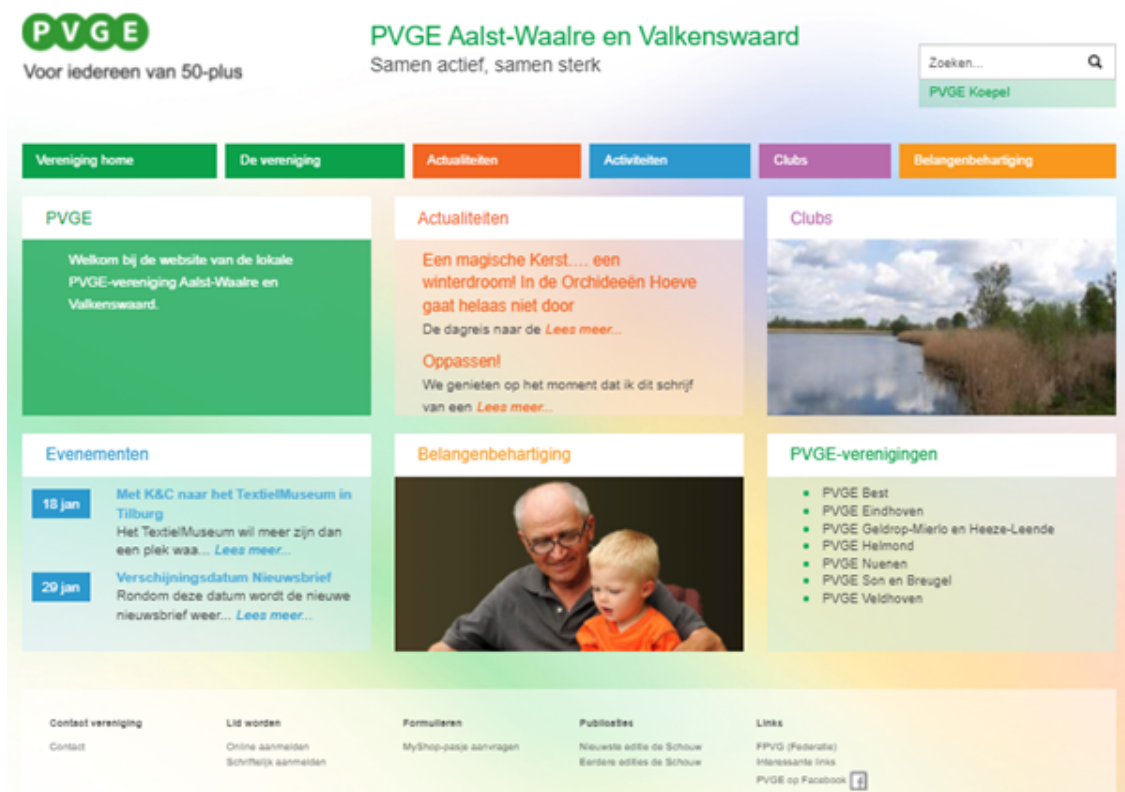 PVGE
Voor iedereen van 50-plus
PVGE Aalst-Waalre en Valkenswaard
Samen actief, samen sterk
Zoeken...
PVGE Koepel
Vereniging home
De vereniging
Actualiteiten
Activiteiten
Clubs
Belangenbehartiging
PVGE
Welkom bij de website van de lokale
PVGE-vereniging Aalst-Waalre en
Valkenswaard.
Actualiteiten
Een magische Kerst.... een
winterdroom! In de Orchideeën Hoeve
gaat helaas niet door
De dagreis naar de Lees meer...
Oppassen!
We genieten op het moment dat ik dit schrijf
van een Lees meer...
Clubs
Evenementen
18 jan
Met K&C naar het TextielMuseum in
Tilburg
Het TextielMuseum wil meer zijn dan
een plek waa... Lees meer...
29 jan
Verschijningsdatum Nieuwsbrief
Rondom deze datum wordt de nieuwe
nieuwsbrief weer... Lees meer...
Belangenbehartiging
PVGE-verenigingen
PVGE Best
PVGE Eindhoven
PVGE Geldrop-Mierlo en Heeze-Leende
PVGE Helmond
PVGE Nuenen
PVGE Son en Breugel
PVGE Veldhoven
Contact vereniging
Contact
Lid worden
Online aanmelden
Schriftelijk aanmelden
Formulieren
MyShop-pasje aanvragen
Publicaties
Nieuwste editie de Schouw
Eerdere edities de Schouw
Links
FPVG (Federatie)
Interessante links
PVGE op Facebook